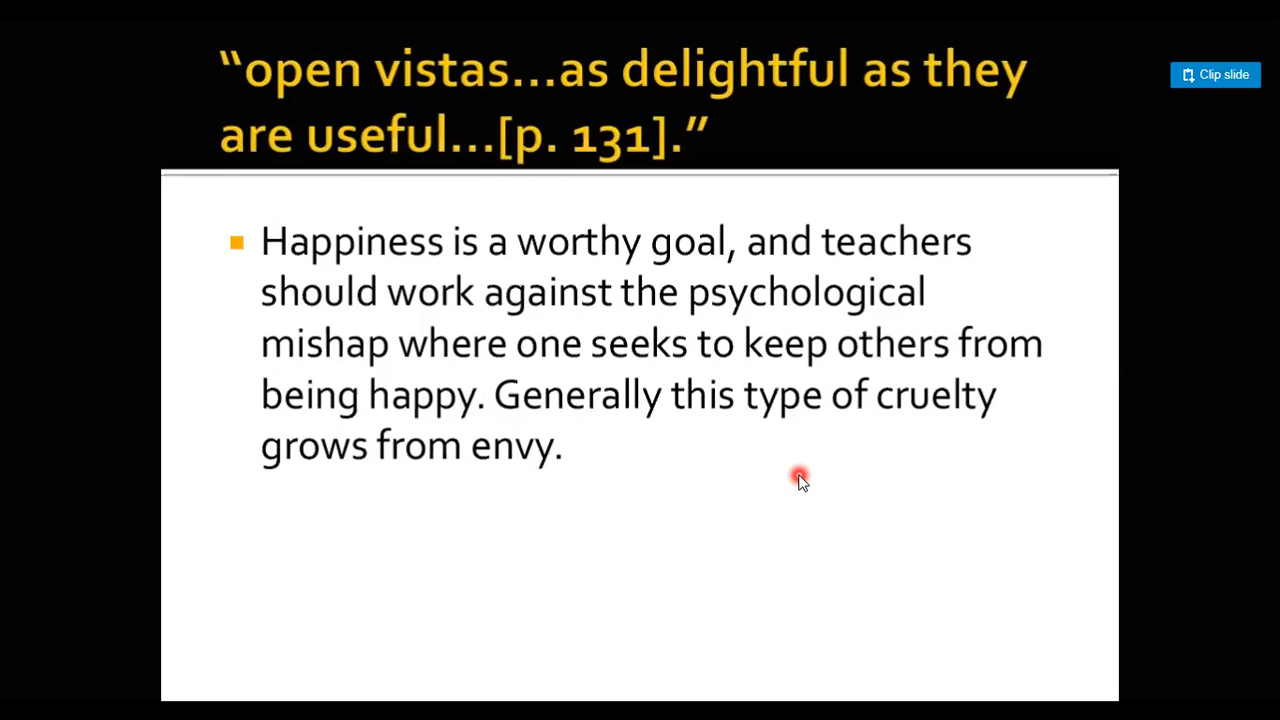 “open vistas...as delightful as they
are useful...[p. 131].”
Clip slide
Happiness is a worthy goal, and teachers
should work against the psychological
mishap where one seeks to keep others from
being happy. Generally this type of cruelty
grows from envy.